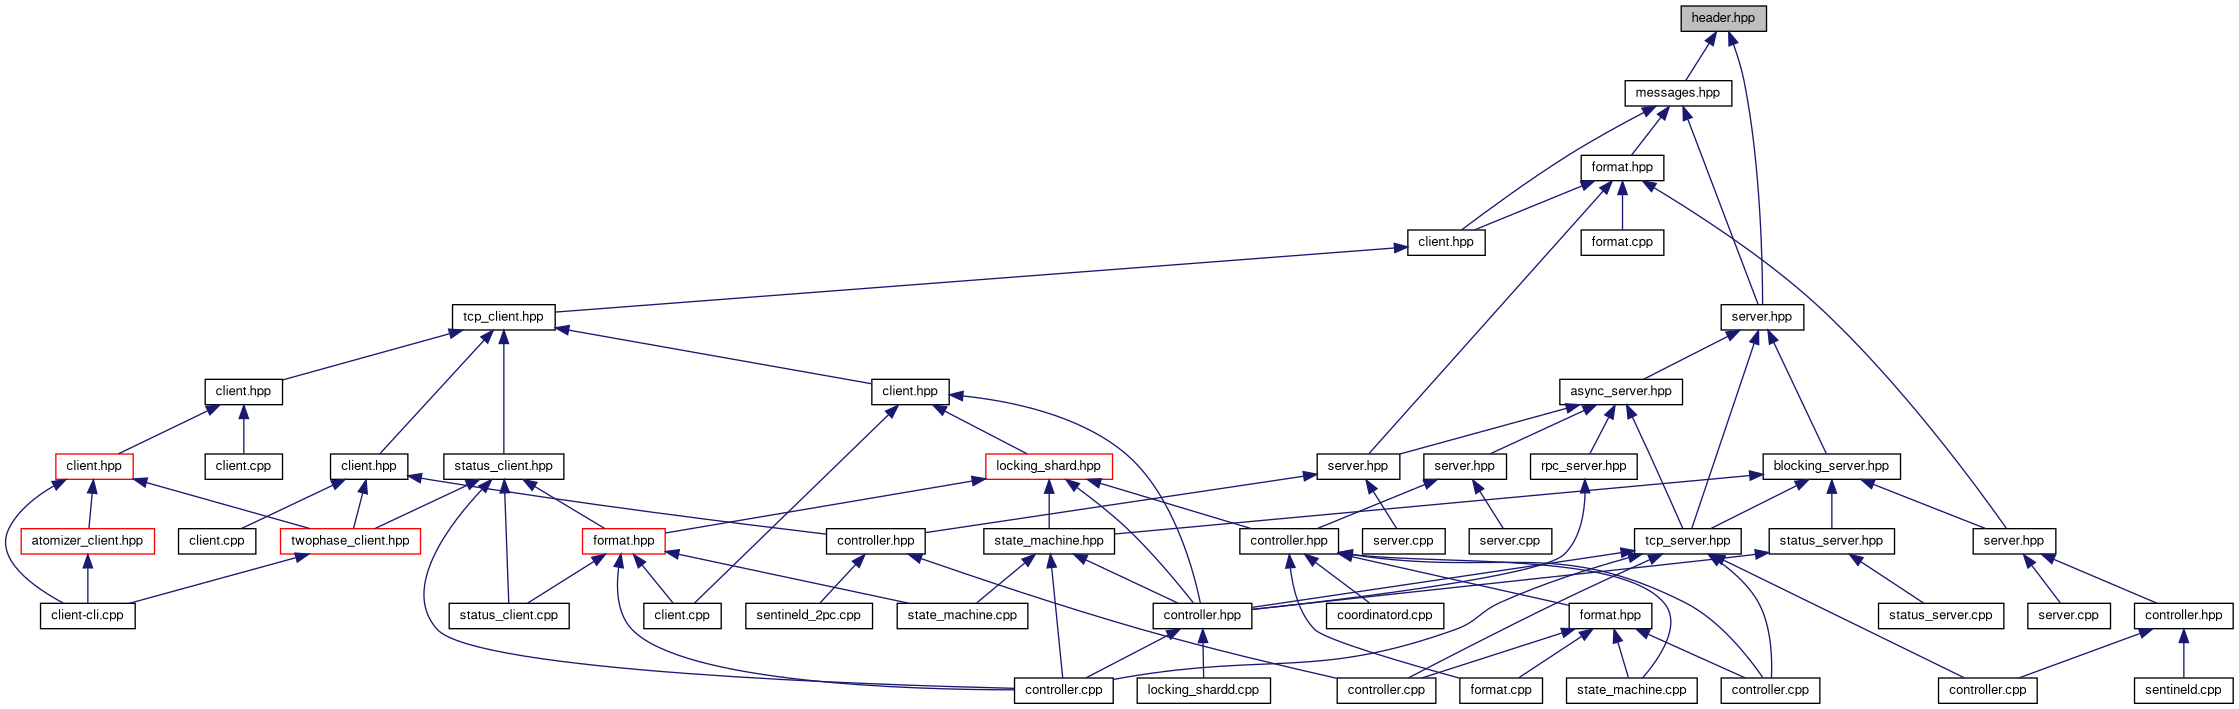 header.hpp
messages.hpp
format.hpp
client.hpp
format.cpp
tcp_client.hpp
server.hpp
client.hpp
client.hpp
async_server.hpp
client.hpp
client.cpp
client.hpp
status_client.hpp
locking_shard.hpp
server.hpp
server.hpp
rpc_server.hpp
blocking_server.hpp
atomizer_client.hpp
client.cpp
twophase_client.hpp
format.hpp
controller.hpp
state_machine.hpp
controller.hpp
server.cpp
server.cpp
tcp_server.hpp
status_server.hpp
server.hpp
client-cli.cpp
status_client.cpp
client.cpp
sentineld_2pc.cpp
state_machine.cpp
controller.hpp
coordinatord.cpp
format.hpp
status_server.cpp
server.cpp
controller.hpp
controller.cpp
locking_shardd.cpp
controller.cpp
format.cpp
state_machine.cpp
controller.cpp
controller.cpp
sentineld.cpp